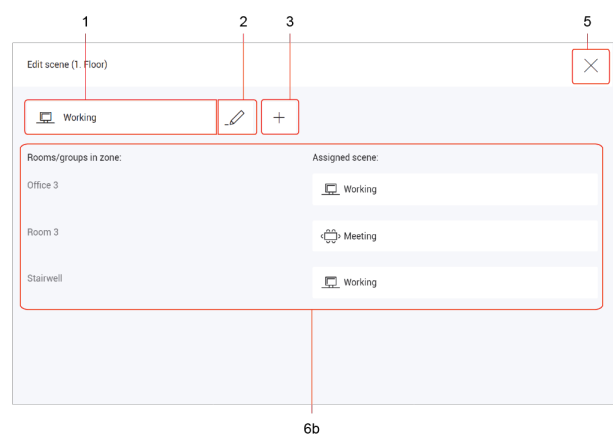 1 2 3 5
Edit scene (1. Floor)
Working
Rooms/groups in zone: Assigned scene:
Office 3 Working
Room 3 Meeting
Stairwell Working
6b